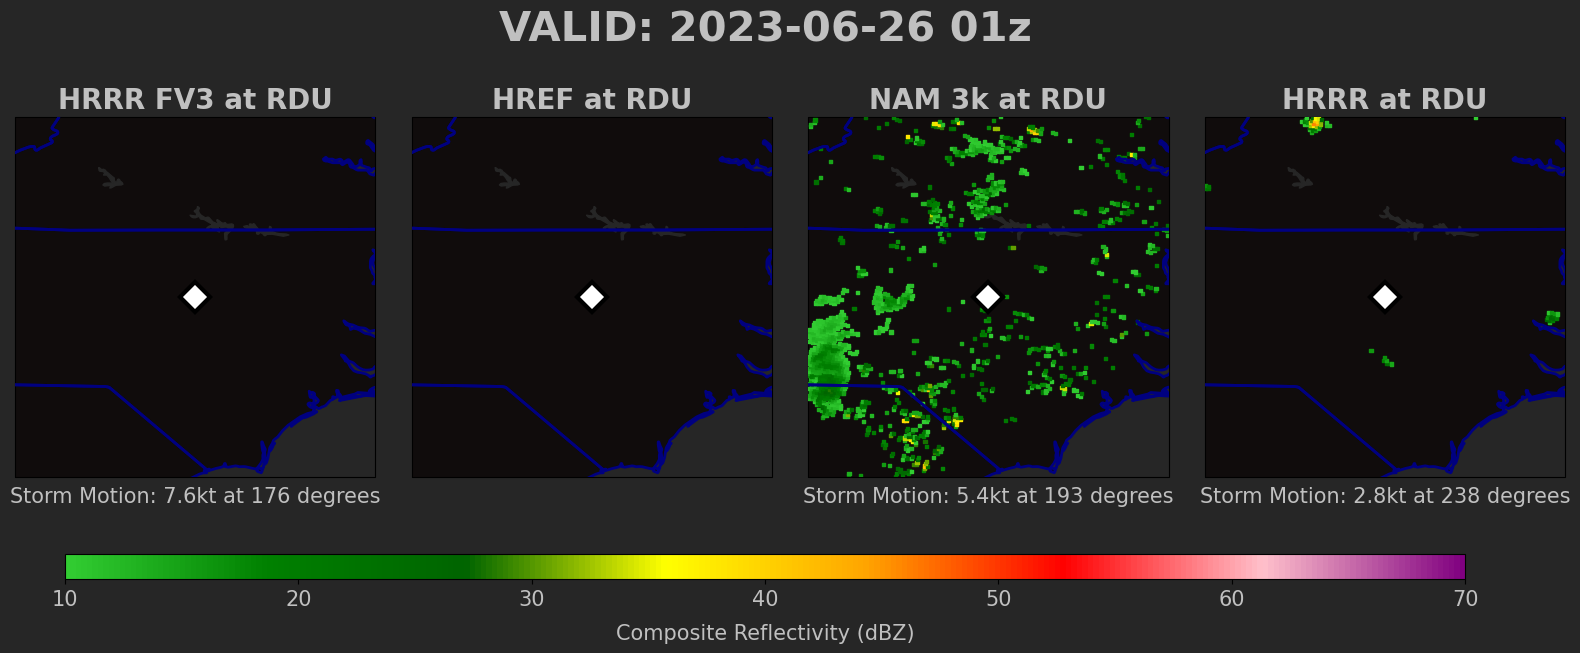 VALID: 2023-06-26 01z
HRRR FV3 at RDU
HREF at RDU
NAM 3k at RDU
HRRR at RDU
Storm Motion: 7.6kt at 176 degrees
Storm Motion: 5.4kt at 193 degrees
Storm Motion: 2.8kt at 238 degrees
10 20 30 40 50 60 70
Composite Reflectivity (dBZ)